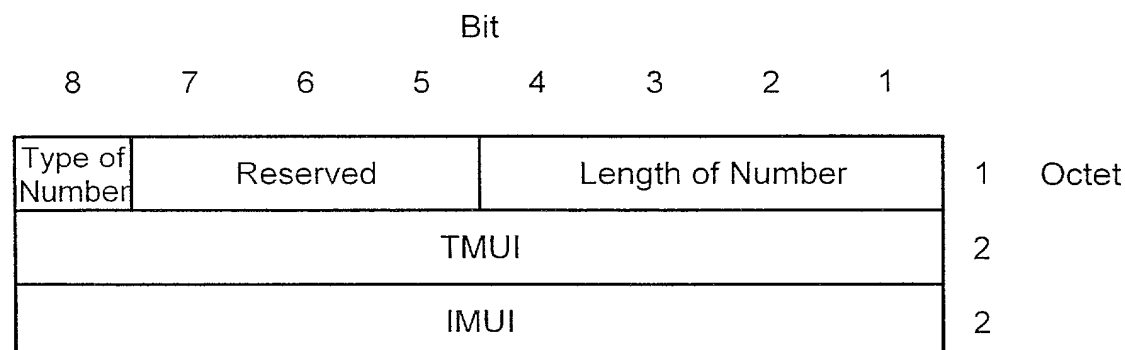 Bit
8 7 6 5 4 3 2 1
Type of
Number Reserved Length of Number 1 Octet
TMUI 2
IMUI 2